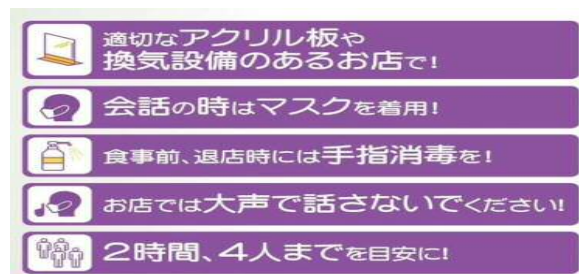 適切なアクリル板や
換気設備のあるお店で!
会話の時はマスクを着用!
食事前、退店時には手指消毒を!
お店では大声で話さないでください!
2時間、4人までを目安に!